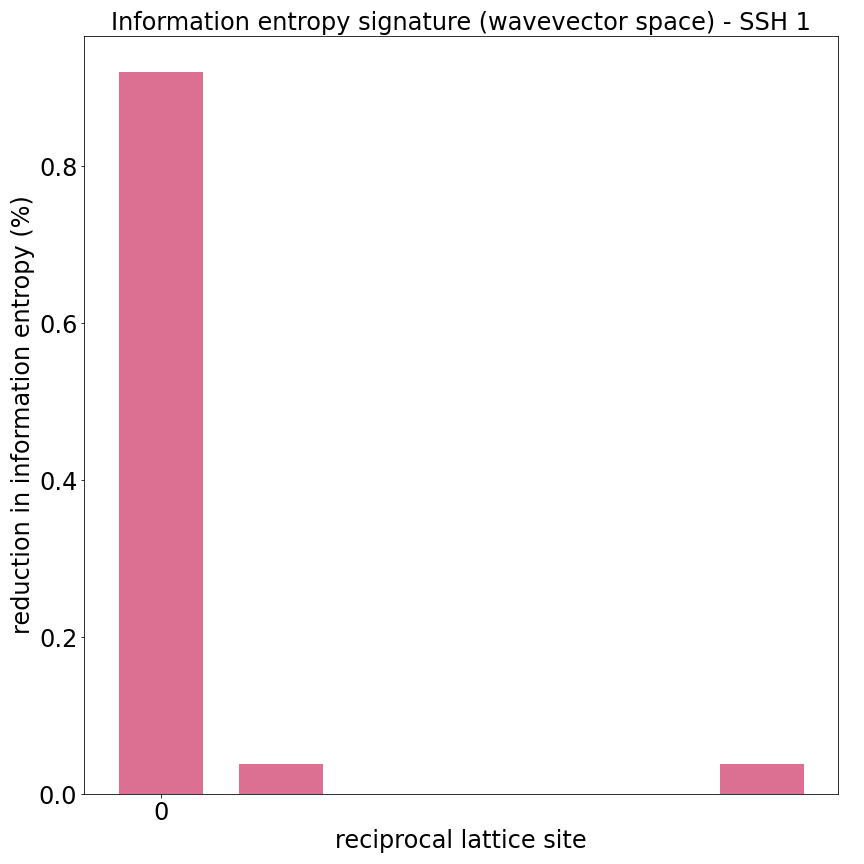 Information entropy signature (wavevector space) - SSH 1
reduction in information entropy (%)
0.8
0.6
0.4
0.2
0.0
0
reciprocal lattice site